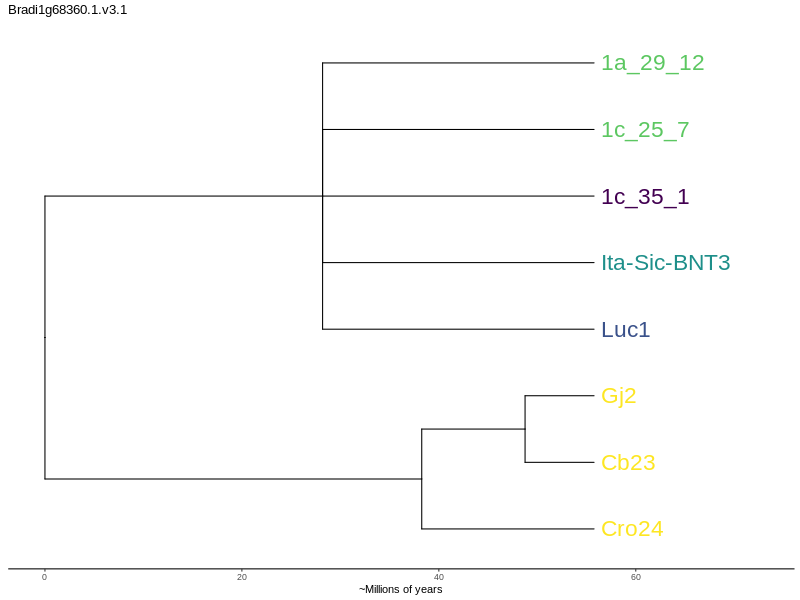 Bradi1g68360.1.v3.1
1a_29_12
1c_25_7
1c_35_1
Ita-Sic-BNT3
Luc1
Gj2
Cb23
Cro24
0 20 40 60
~Millions of years